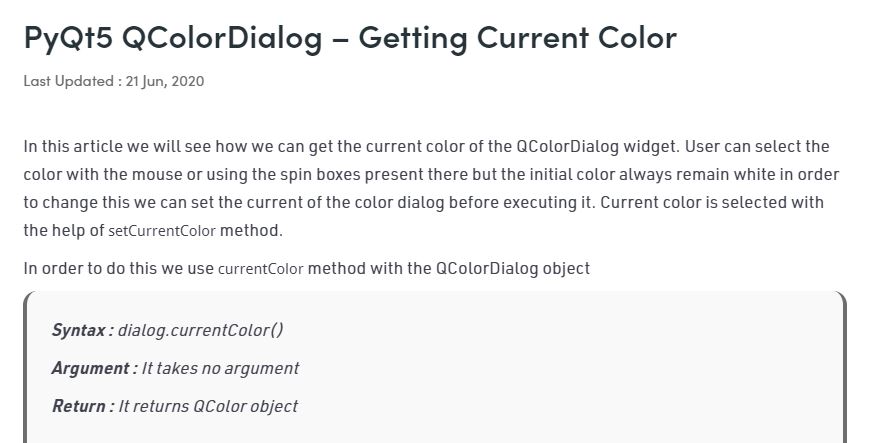 PyQt5 QColorDialog – Getting Current Color
Last Updated : 21 Jun, 2020
In this article we will see how we can get the current color of the QColorDialog widget. User can select the
color with the mouse or using the spin boxes present there but the initial color always remain white in order
to change this we can set the current of the color dialog before executing it. Current color is selected with
the help of setCurrentColor method.
In order to do this we use currentColor method with the QColorDialog object
Syntax : dialog.currentColor()
Argument : It takes no argument
Return : It returns QColor object